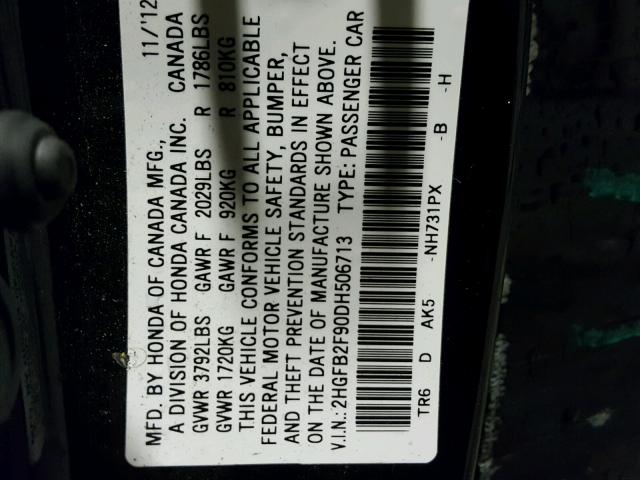 MFD. BY HONDA OF CANADA MFG., 11/'12
A DIVISION OF HONDA CANADA INC. CANADA
GVWR 3792LBS GAWR F 2029LBS R 1786LBS
GVWR 1720KG GAWR F 920KG R 810KG
THIS VEHICLE CONFORMS TO ALL APPLICABLE
FEDERAL MOTOR VEHICLE SAFETY, BUMPER,
AND THEFT PREVENTION STANDARDS IN EFFECT
ON THE DATE OF MANUFACTURE SHOWN ABOVE.
V.I.N.: 2HGFB2F90DH506713 TYPE: PASSENGER CAR
TR6 D AK5 -NH731PX -B -H